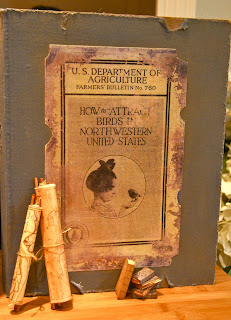 U. S. DEPARTMENT OF
AGRICULTURE
FARMERS' BULLETIN No. 760
HOW TO ATTRACT
BIRDS IN
NORTHWESTERN
UNITED STATES